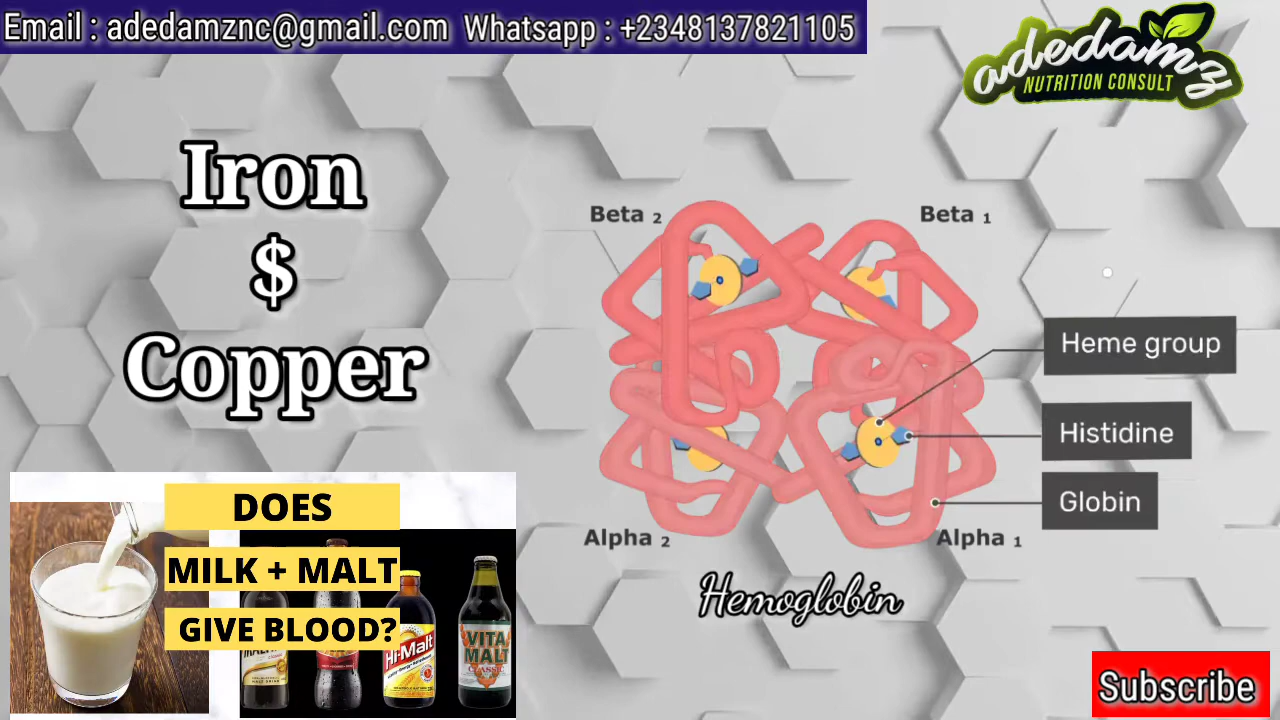 Email : adedamznc@gmail.com Whatsapp : +2348137821105
adedamz
NUTRITION CONSULT
Iron
$
Copper
Beta 2
Beta 1
Heme group
Histidine
Globin
Alpha 2
Alpha 1
Hemoglobin
DOES
MILK + MALT
GIVE BLOOD?
Hi-Malt
VITA
MALT
CLASSIC
Subscribe